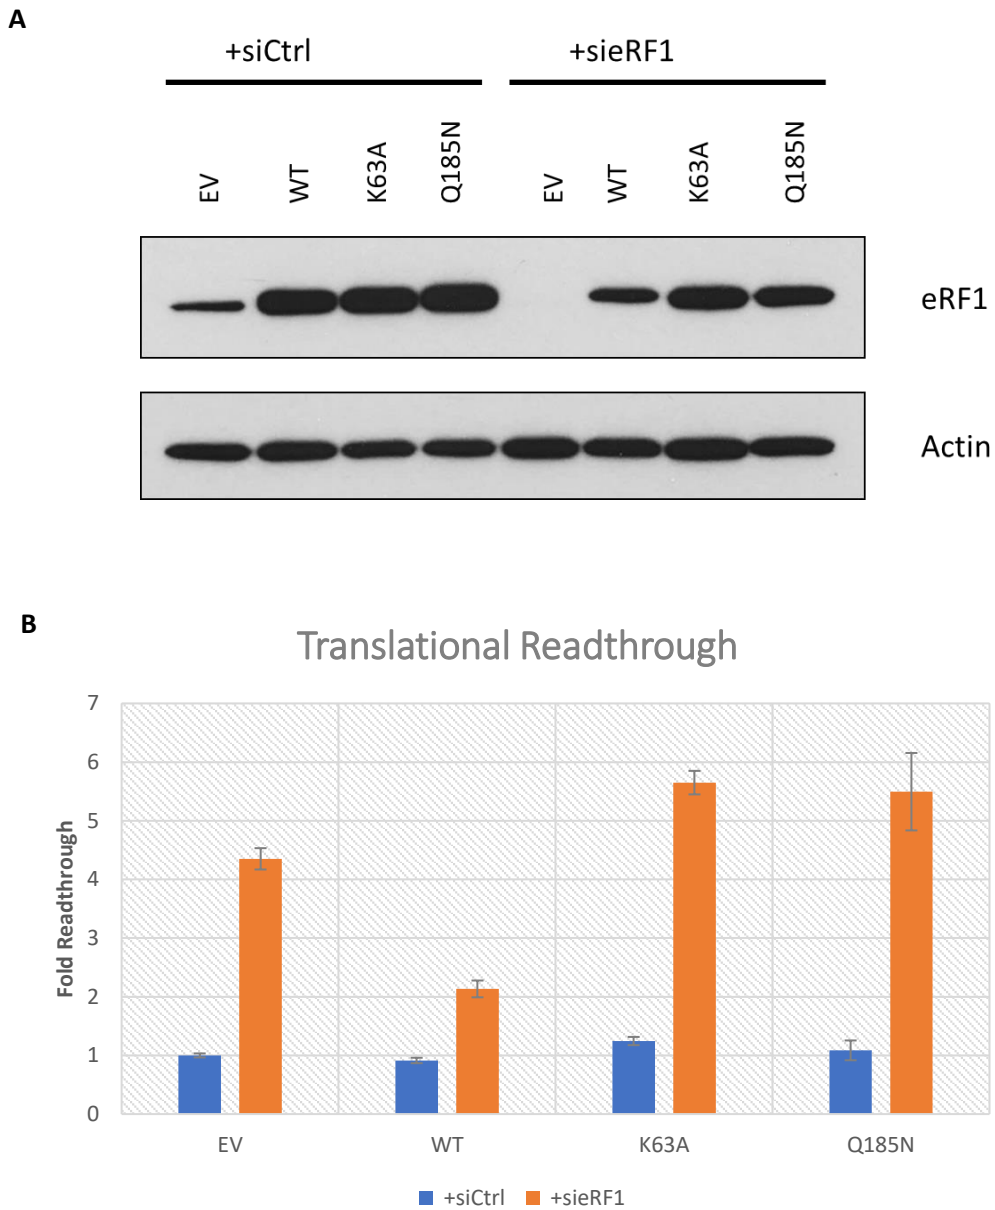 A
+siCtrl +sieRF1
EV WT K63A Q185N EV WT K63A Q185N
eRF1
Actin
B
Translational Readthrough
Fold Readthrough
7
6
5
4
3
2
1
0
EV WT K63A Q185N
+siCtrl +sieRF1